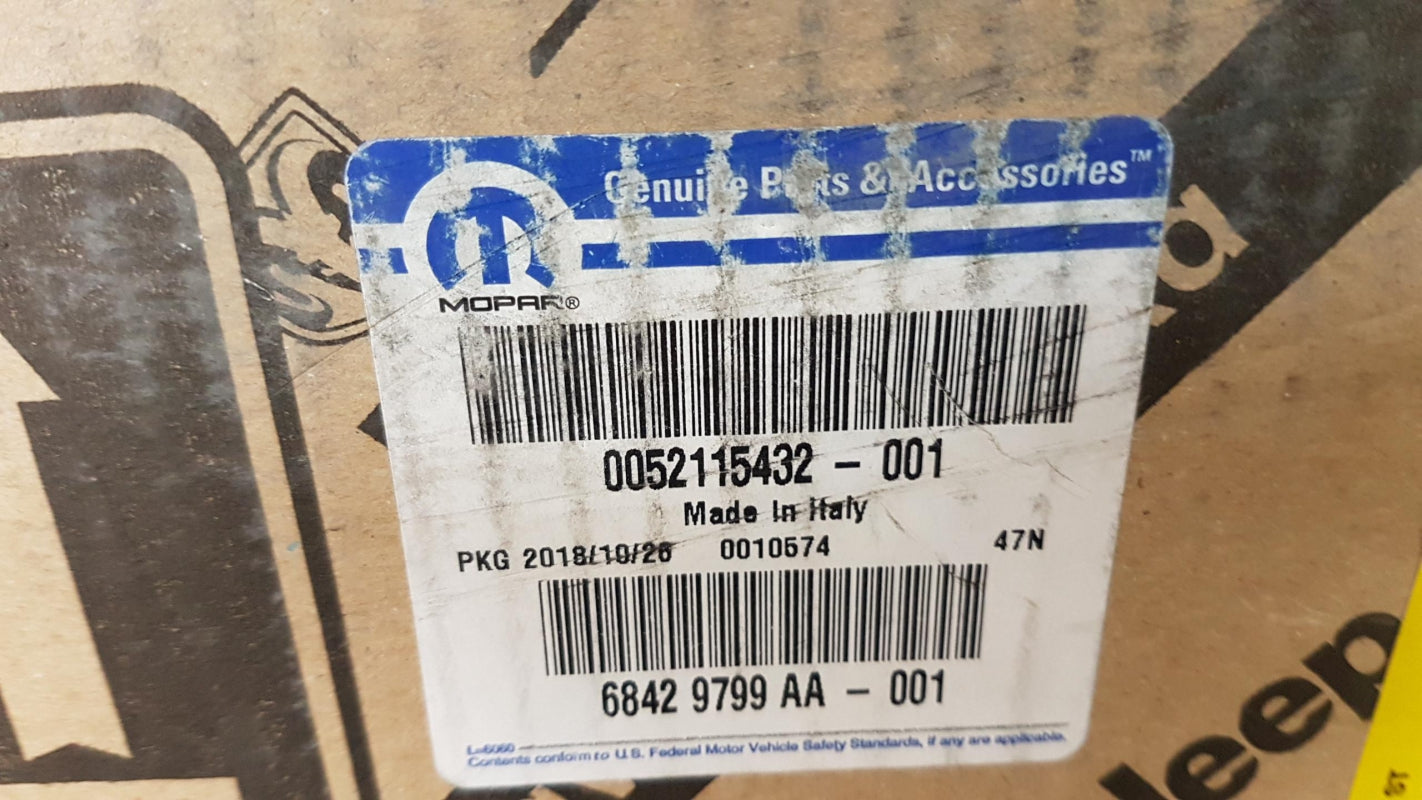 Genuine Parts & Accessories™
MOPAR®
0052115432 - 001
Made In Italy
PKG 2018/10/26 0010574 47N
6842 9799 AA - 001
L-6060
Contents conform to U.S. Federal Motor Vehicle Safety Standards, if any are applicable.
Jeep